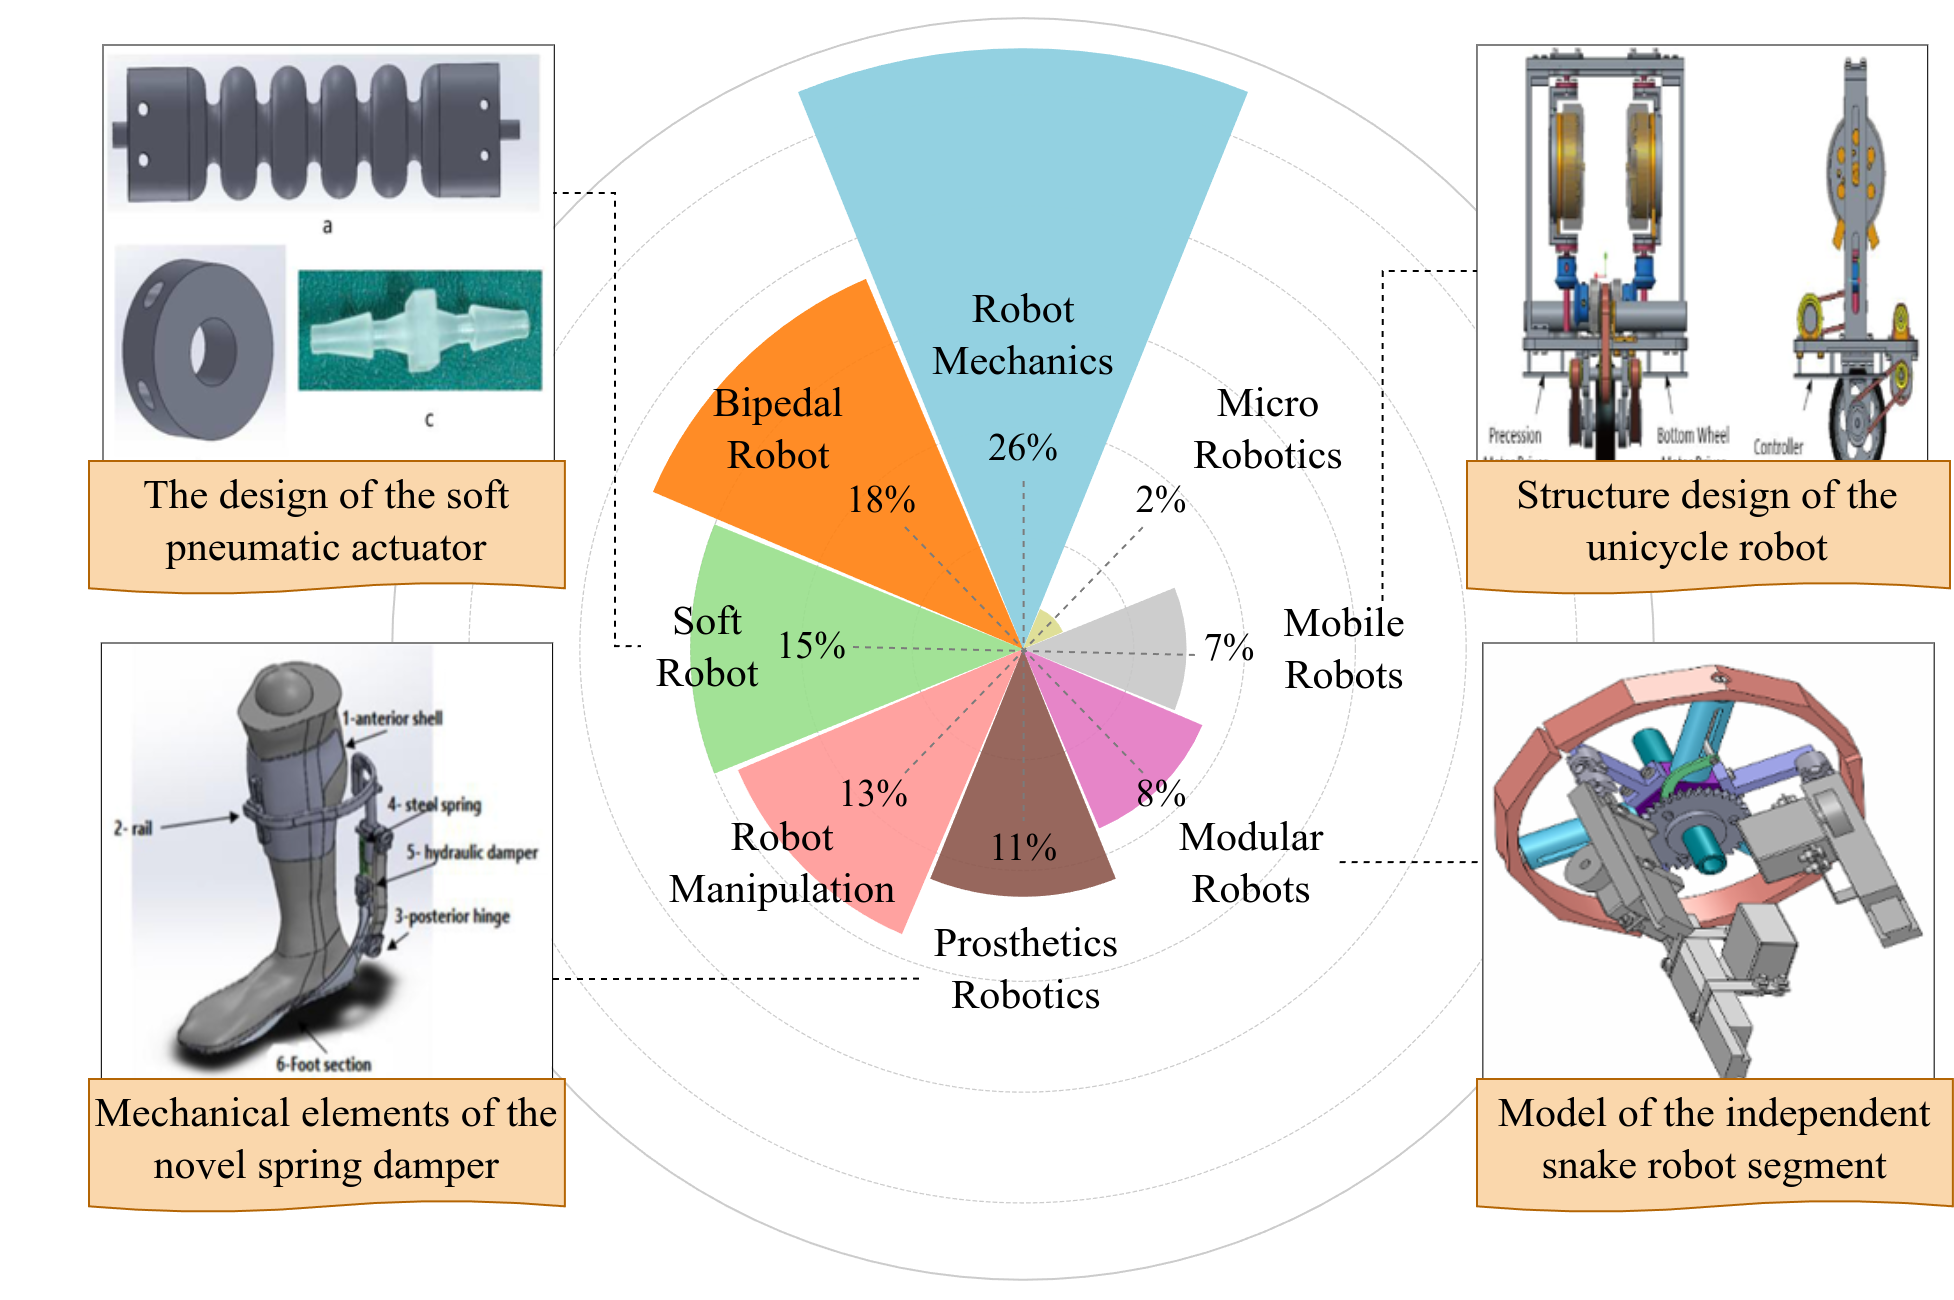 a
c
The design of the soft
pneumatic actuator
1-anterior shell
2- rail
4- steel spring
5- hydraulic damper
3-posterior hinge
6-Foot section
Mechanical elements of the
novel spring damper
Robot
Mechanics
26%
Bipedal
Robot
18%
Soft
Robot
15%
Robot
Manipulation
13%
Prosthetics
Robotics
11%
Modular
Robots
8%
Mobile
Robots
7%
Micro
Robotics
2%
Precession
Bottom Wheel
Controller
Structure design of the
unicycle robot
Model of the independent
snake robot segment